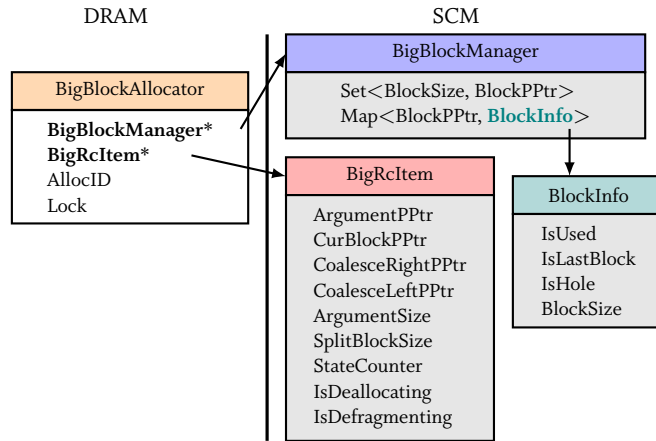 DRAM
SCM
BigBlockAllocator
BigBlockManager*
BigRcItem*
AllocID
Lock
BigBlockManager
Set<BlockSize, BlockPPtr>
Map<BlockPPtr, BlockInfo>
BigRcItem
ArgumentPPtr
CurBlockPPtr
CoalesceRightPPtr
CoalesceLeftPPtr
ArgumentSize
SplitBlockSize
StateCounter
IsDeallocating
IsDefragmenting
BlockInfo
IsUsed
IsLastBlock
IsHole
BlockSize